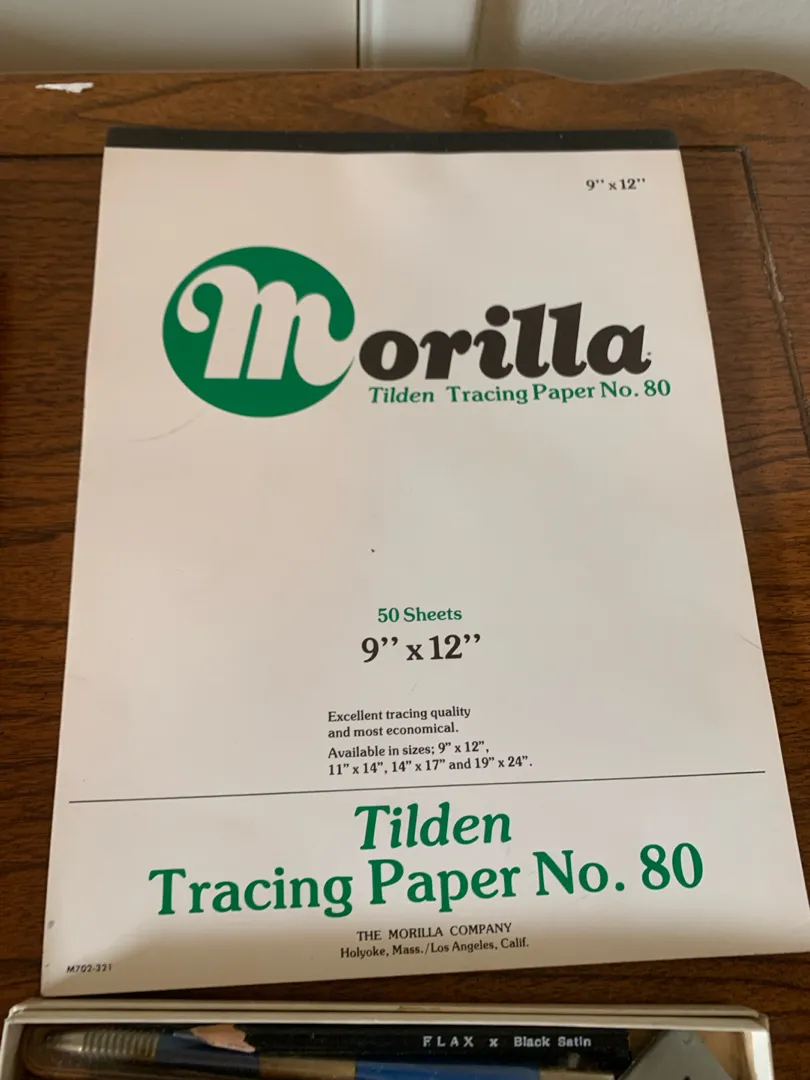 9'' x 12''
Morilla
Tilden Tracing Paper No. 80
50 Sheets
9’’ x 12’’
Excellent tracing quality
and most economical.
Available in sizes; 9" x 12",
11" x 14", 14" x 17" and 19" x 24".
Tilden
Tracing Paper No. 80
THE MORILLA COMPANY
Holyoke, Mass./Los Angeles, Calif.
M702-321
FLAX x Black Satin